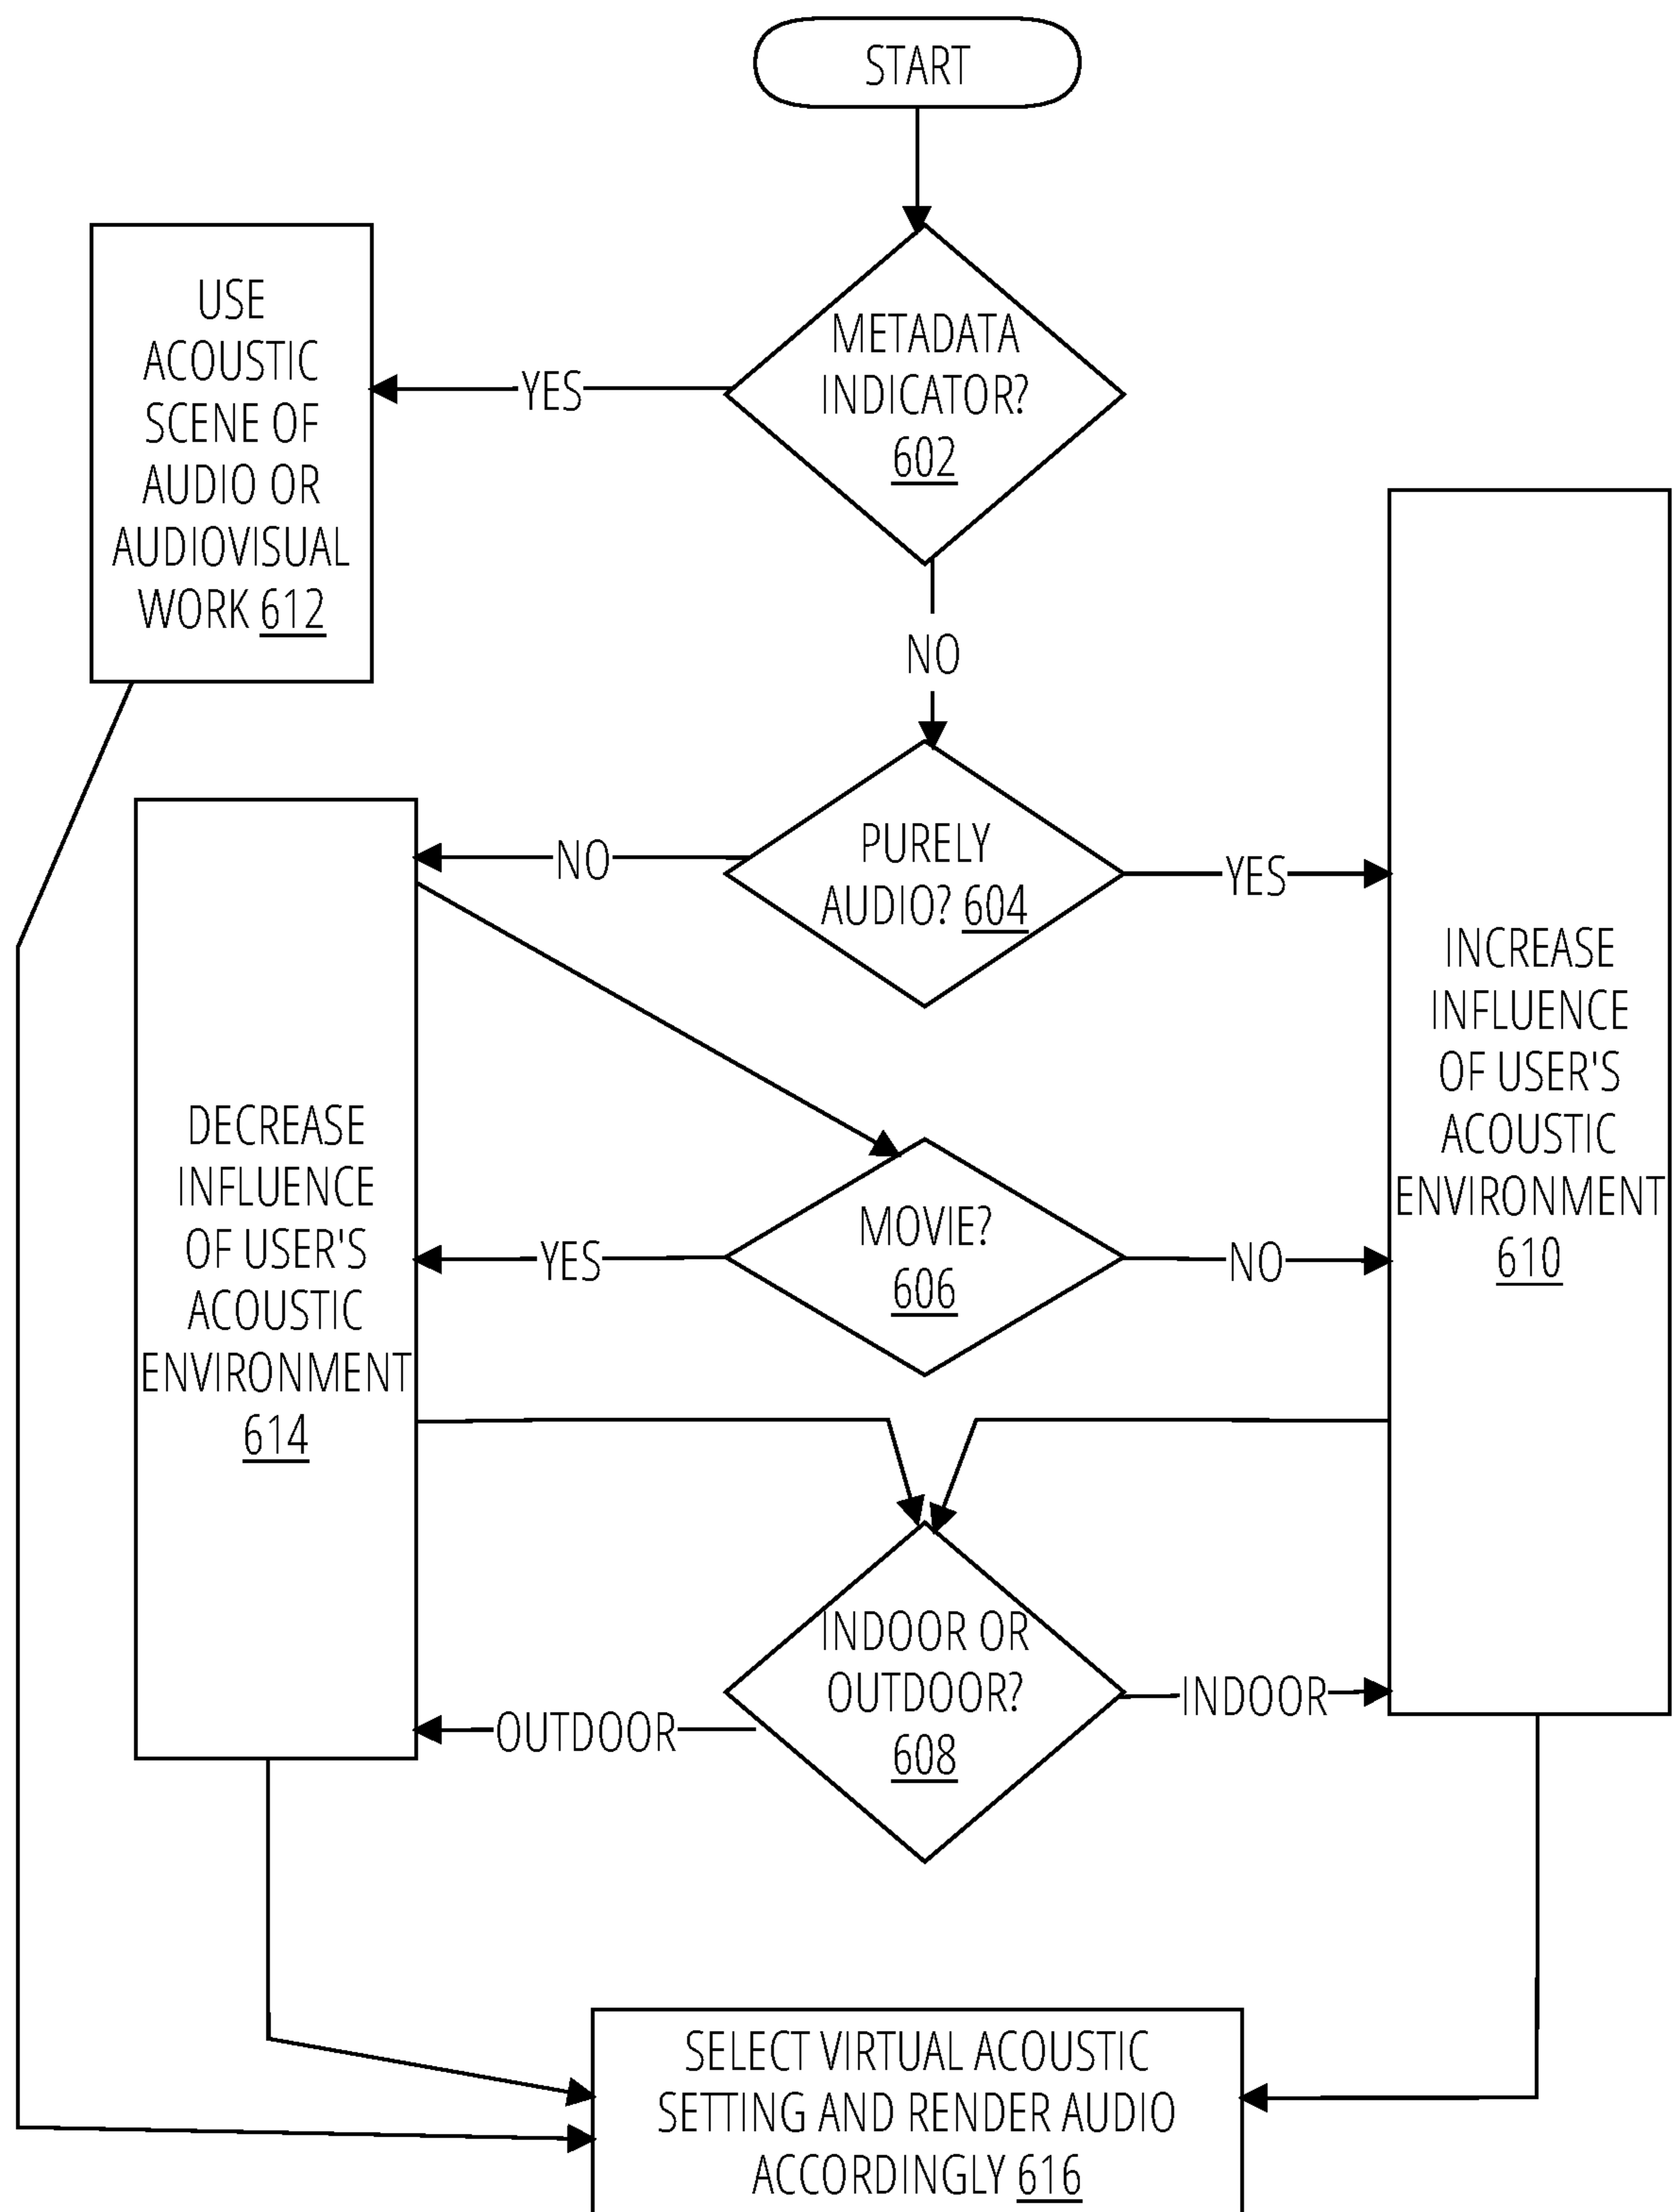 START
METADATA
INDICATOR?
602
YES
USE
ACOUSTIC
SCENE OF
AUDIO OR
AUDIOVISUAL
WORK 612
NO
PURELY
AUDIO? 604
NO
YES
INCREASE
INFLUENCE
OF USER'S
ACOUSTIC
ENVIRONMENT
610
DECREASE
INFLUENCE
OF USER'S
ACOUSTIC
ENVIRONMENT
614
MOVIE?
606
YES
NO
INDOOR OR
OUTDOOR?
608
OUTDOOR
INDOOR
SELECT VIRTUAL ACOUSTIC
SETTING AND RENDER AUDIO
ACCORDINGLY 616